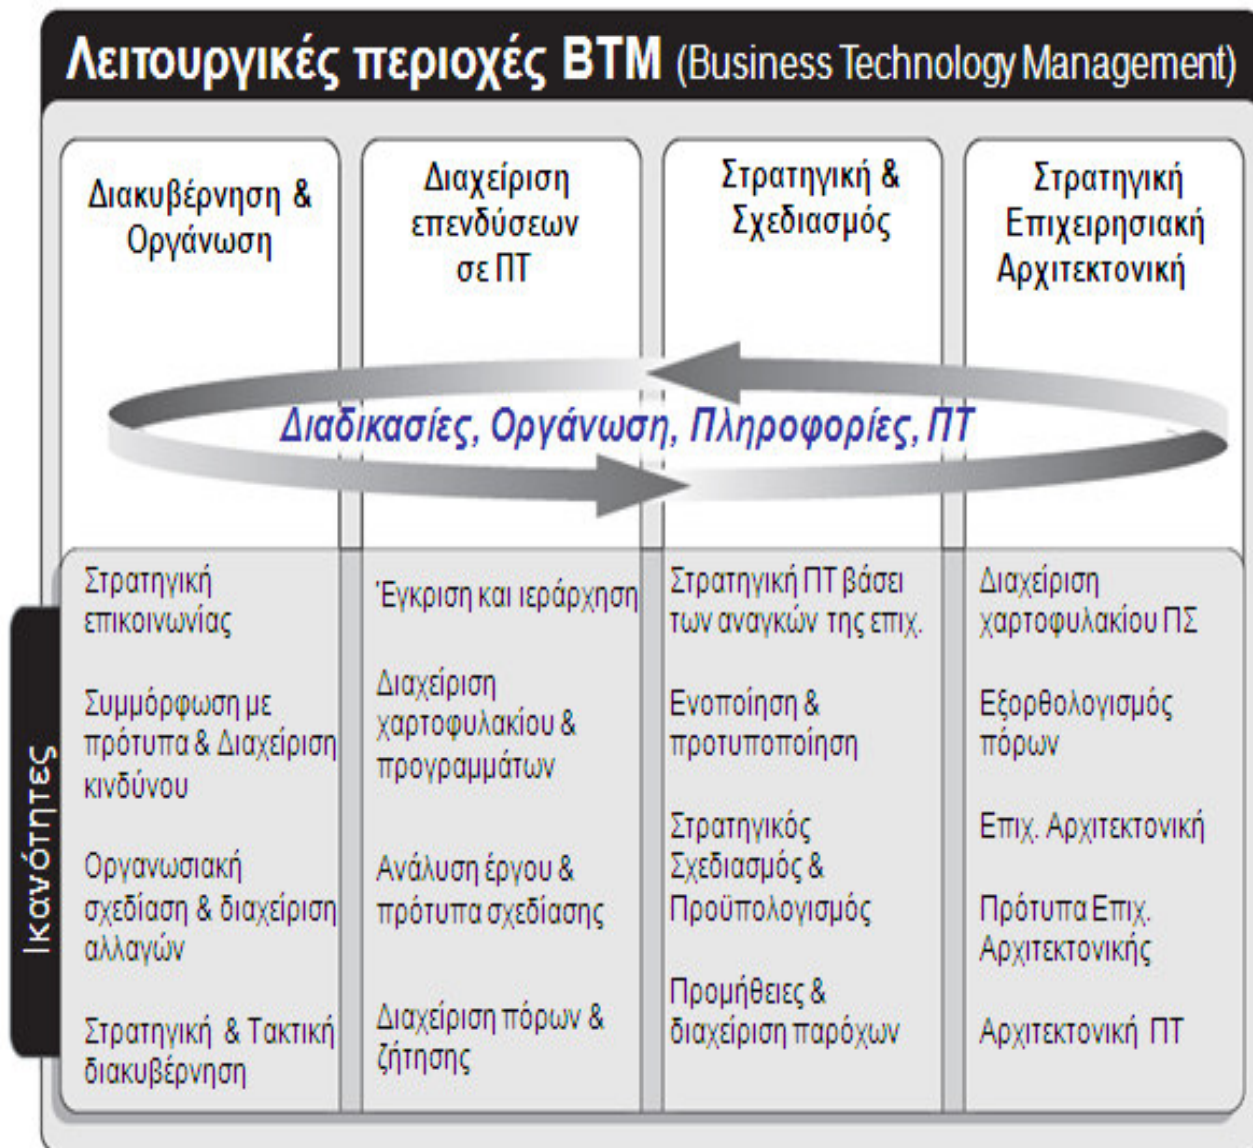 Λειτουργικές περιοχές BTM (Business Technology Management)
Διακυβέρνηση &
Οργάνωση
Διαχείριση
επενδύσεων
σε ΠΤ
Στρατηγική &
Σχεδιασμός
Στρατηγική
Επιχειρησιακή
Αρχιτεκτονική
Διαδικασίες, Οργάνωση, Πληροφορίες, ΠΤ
Ικανότητες
Στρατηγική
επικοινωνίας
Συμμόρφωση με
πρότυπα & Διαχείριση
κινδύνου
Οργανωσιακή
σχεδίαση & διαχείριση
αλλαγών
Στρατηγική & Τακτική
διακυβέρνηση
Έγκριση και ιεράρχηση
Διαχείριση
χαρτοφυλακίου &
προγραμμάτων
Ανάλυση έργου &
πρότυπα σχεδίασης
Διαχείριση πόρων &
ζήτησης
Στρατηγική ΠΤ βάσει
των αναγκών της επιχ.
Ενοποίηση &
προτυποποίηση
Στρατηγικός
Σχεδιασμός &
Προϋπολογισμός
Προμήθειες &
διαχείριση παρόχων
Διαχείριση
χαρτοφυλακίου ΠΣ
Εξορθολογισμός
πόρων
Επιχ. Αρχιτεκτονική
Πρότυπα Επιχ.
Αρχιτεκτονικής
Αρχιτεκτονική ΠΤ